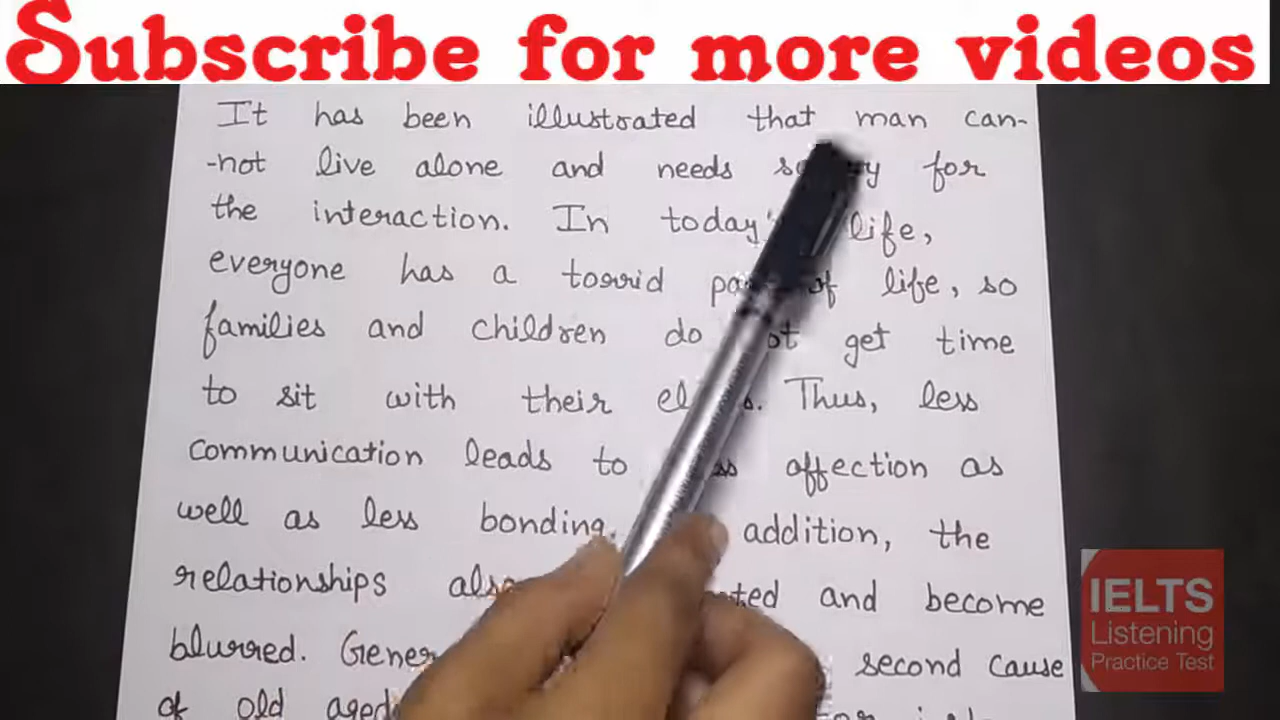 Subscribe for more videos
It has been illustrated that man can-
-not live alone and needs for
the interaction. In today's life,
everyone has a torrid of life, so
families and children do get time
to sit with their Thus, less
communication leads to affection as
well as less bonding. addition, the
relationships and become
blurred. second cause
of old
IELTS
Listening
Practice Test